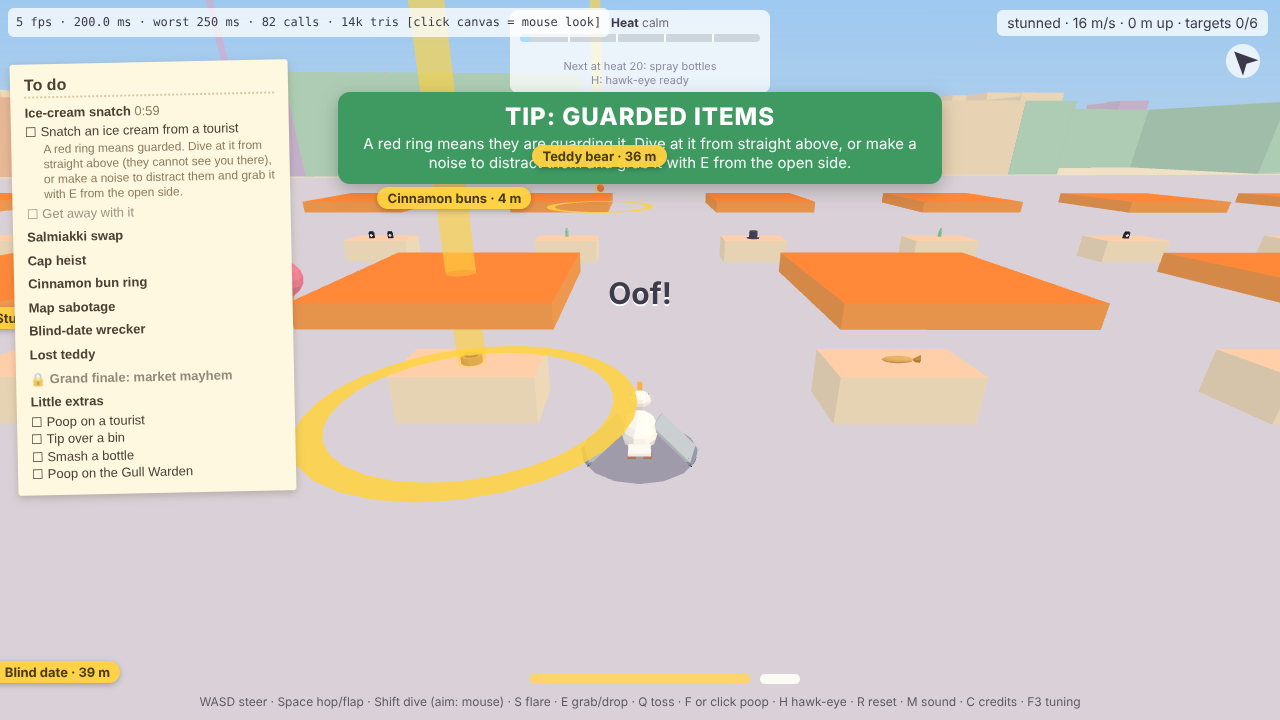 5 fps · 200.0 ms · worst 250 ms · 82 calls · 14k tris [click canvas = mouse look]
Heat calm
Next at heat 20: spray bottles
H: hawk-eye ready
stunned · 16 m/s · 0 m up · targets 0/6
TIP: GUARDED ITEMS
A red ring means they are guarding it. Dive at it from straight above, or make a
noise to distract them and grab it with E from the open side.
Teddy bear · 36 m
Cinnamon buns · 4 m
Oof!
To do
Ice-cream snatch 0:59
☐ Snatch an ice cream from a tourist
A red ring means guarded. Dive at it from
straight above (they cannot see you there),
or make a noise to distract them and grab it
with E from the open side.
☐ Get away with it
Salmiakki swap
Cap heist
Cinnamon bun ring
Map sabotage
Blind-date wrecker
Lost teddy
🔒 Grand finale: market mayhem
Little extras
☐ Poop on a tourist
☐ Tip over a bin
☐ Smash a bottle
☐ Poop on the Gull Warden
Blind date · 39 m
WASD steer · Space hop/flap · Shift dive (aim: mouse) · S flare · E grab/drop · Q toss · F or click poop · H hawk-eye · R reset · M sound · C credits · F3 tuning